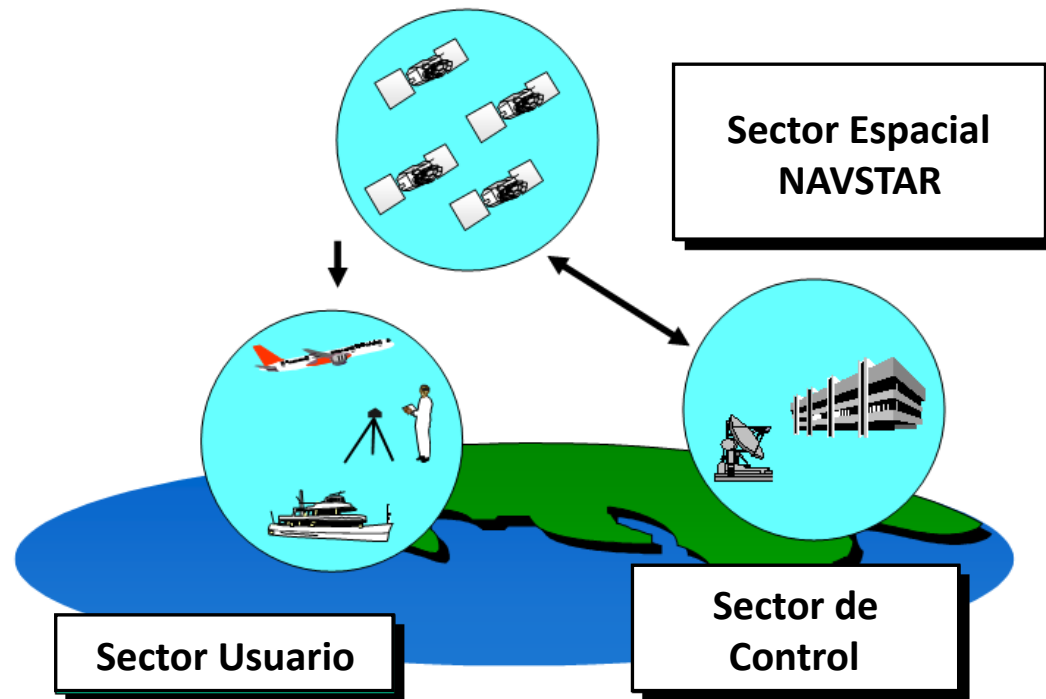 Sector Espacial
NAVSTAR
Sector de
Control
Sector Usuario